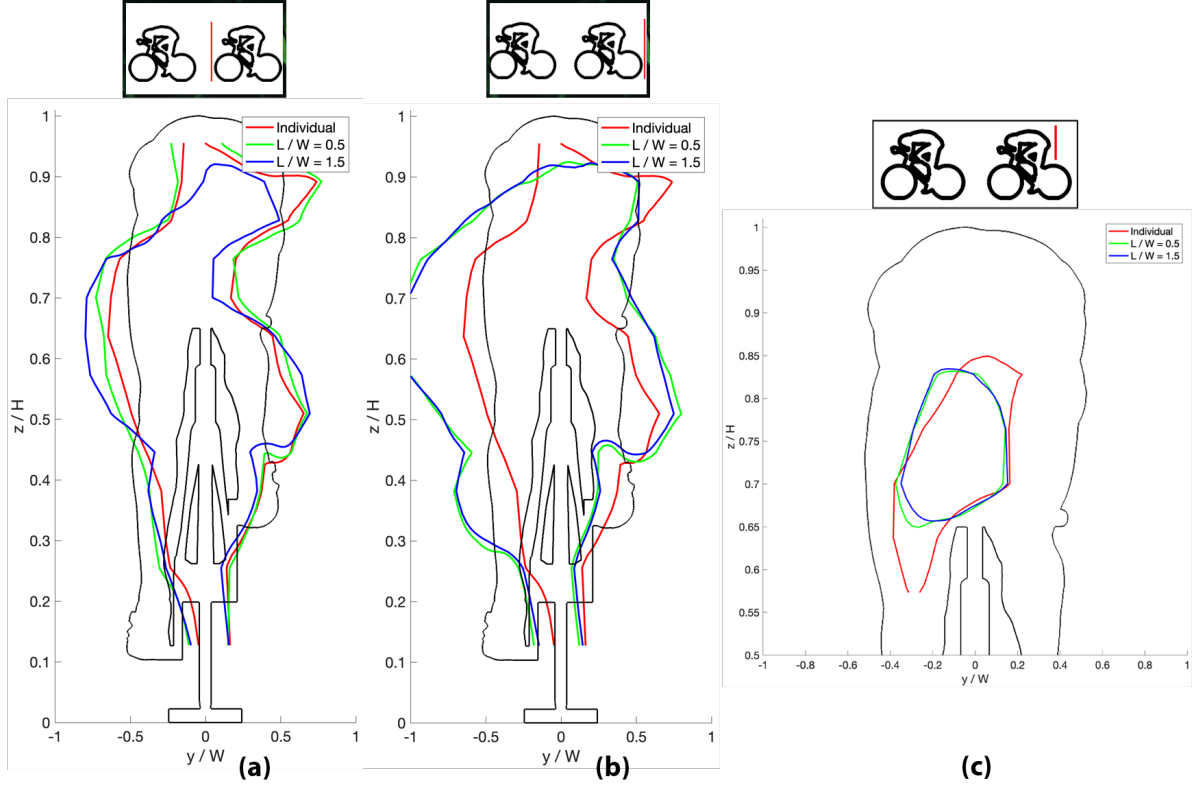 Individual
L / W = 0.5
L / W = 1.5
1
0.9
0.8
0.7
0.6
0.5
0.4
0.3
0.2
0.1
0
z / H
-1 -0.5 0 0.5 1
y / W
(a)
Individual
L / W = 0.5
L / W = 1.5
1
0.9
0.8
0.7
0.6
0.5
0.4
0.3
0.2
0.1
0
z / H
-1 -0.5 0 0.5 1
y / W
(b)
Individual
L / W = 0.5
L / W = 1.5
1
0.95
0.9
0.85
0.8
0.75
0.7
0.65
0.6
0.55
0.5
z / H
-1 -0.8 -0.6 -0.4 -0.2 0 0.2 0.4 0.6 0.8 1
y / W
(c)